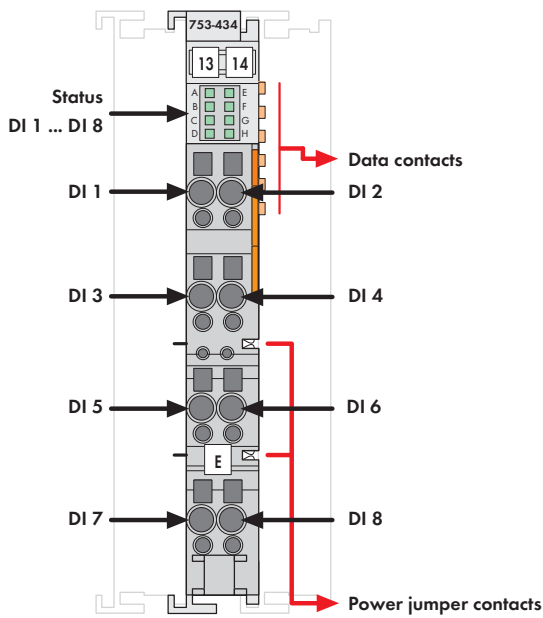 753-434
13 14
A E
B F
C G
D H
Status
DI 1 ... DI 8
Data contacts
DI 1 DI 2
DI 3 DI 4
DI 5 DI 6
E
DI 7 DI 8
Power jumper contacts